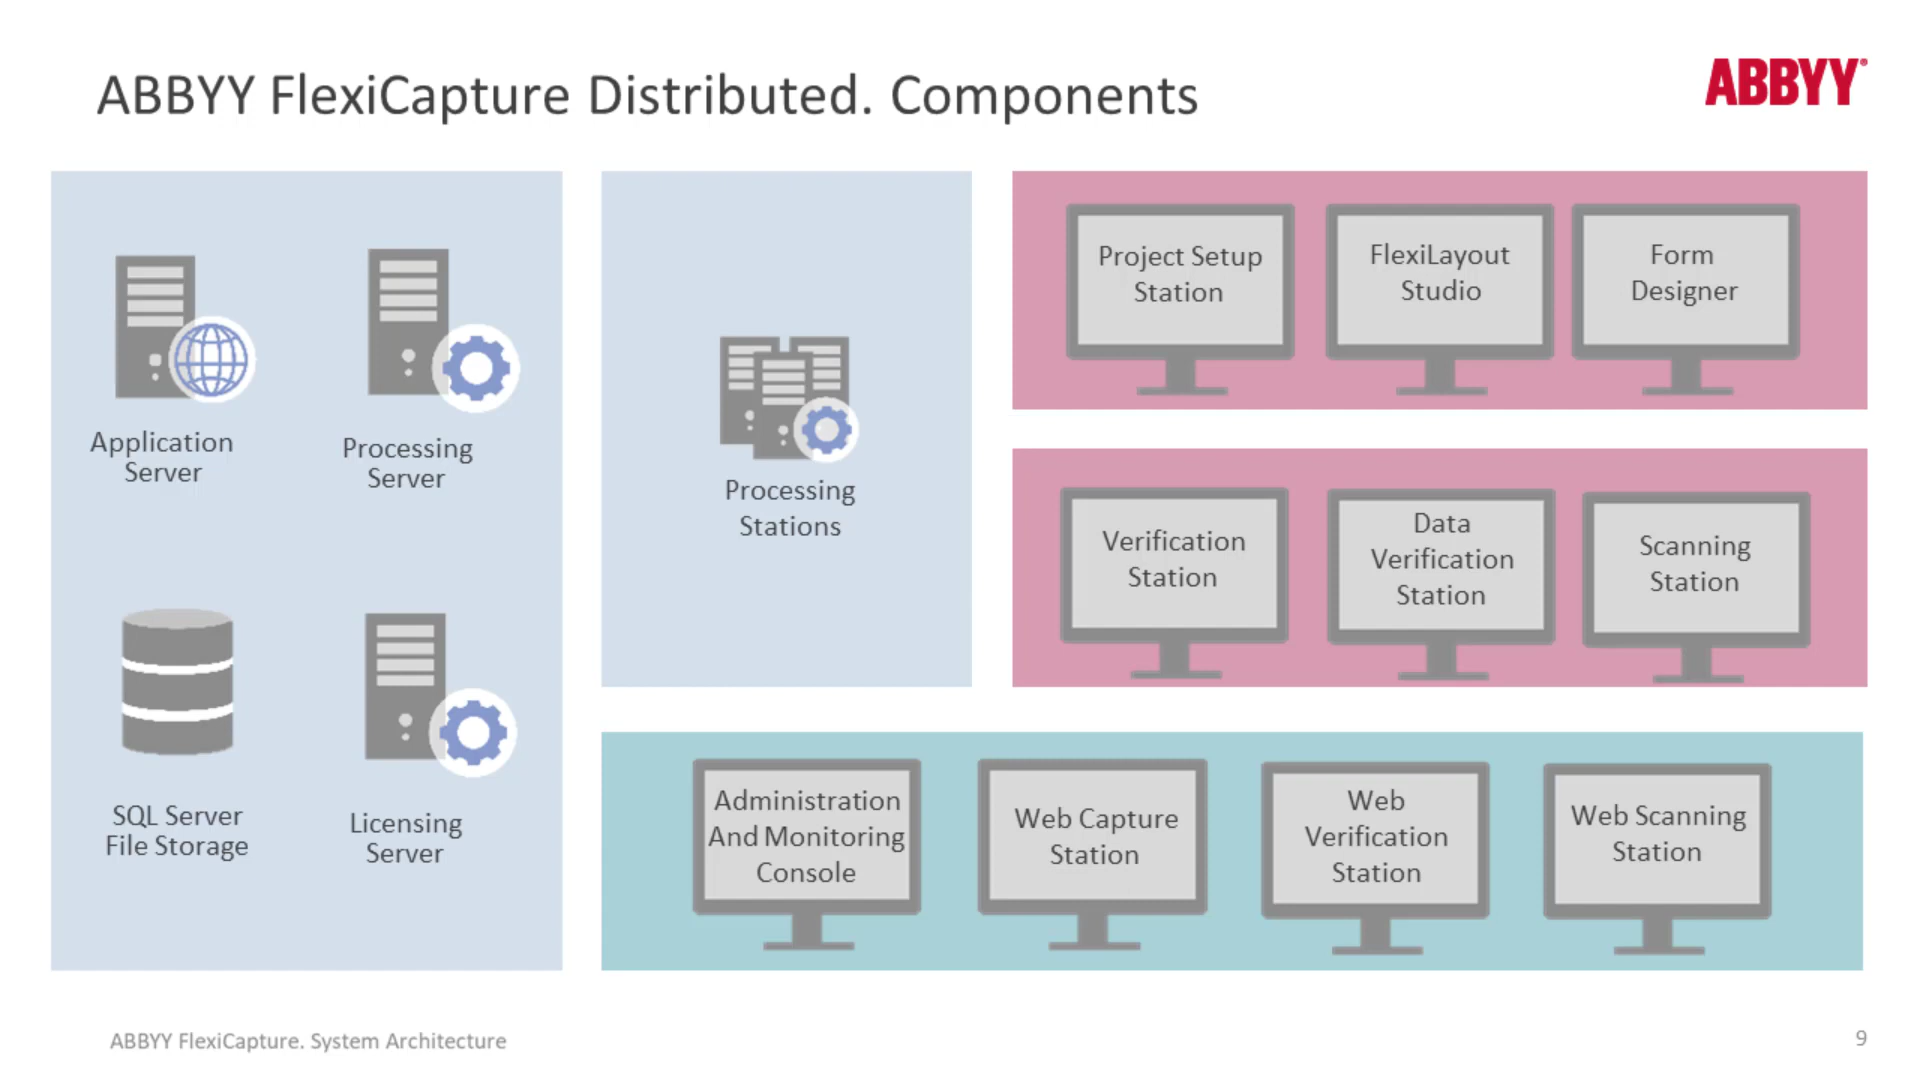 ABBYY FlexiCapture Distributed. Components
ABBYY®
Application
Server
Processing
Server
SQL Server
File Storage
Licensing
Server
Processing
Stations
Project Setup
Station
FlexiLayout
Studio
Form
Designer
Verification
Station
Data
Verification
Station
Scanning
Station
Administration
And Monitoring
Console
Web Capture
Station
Web
Verification
Station
Web Scanning
Station
ABBYY FlexiCapture. System Architecture
9